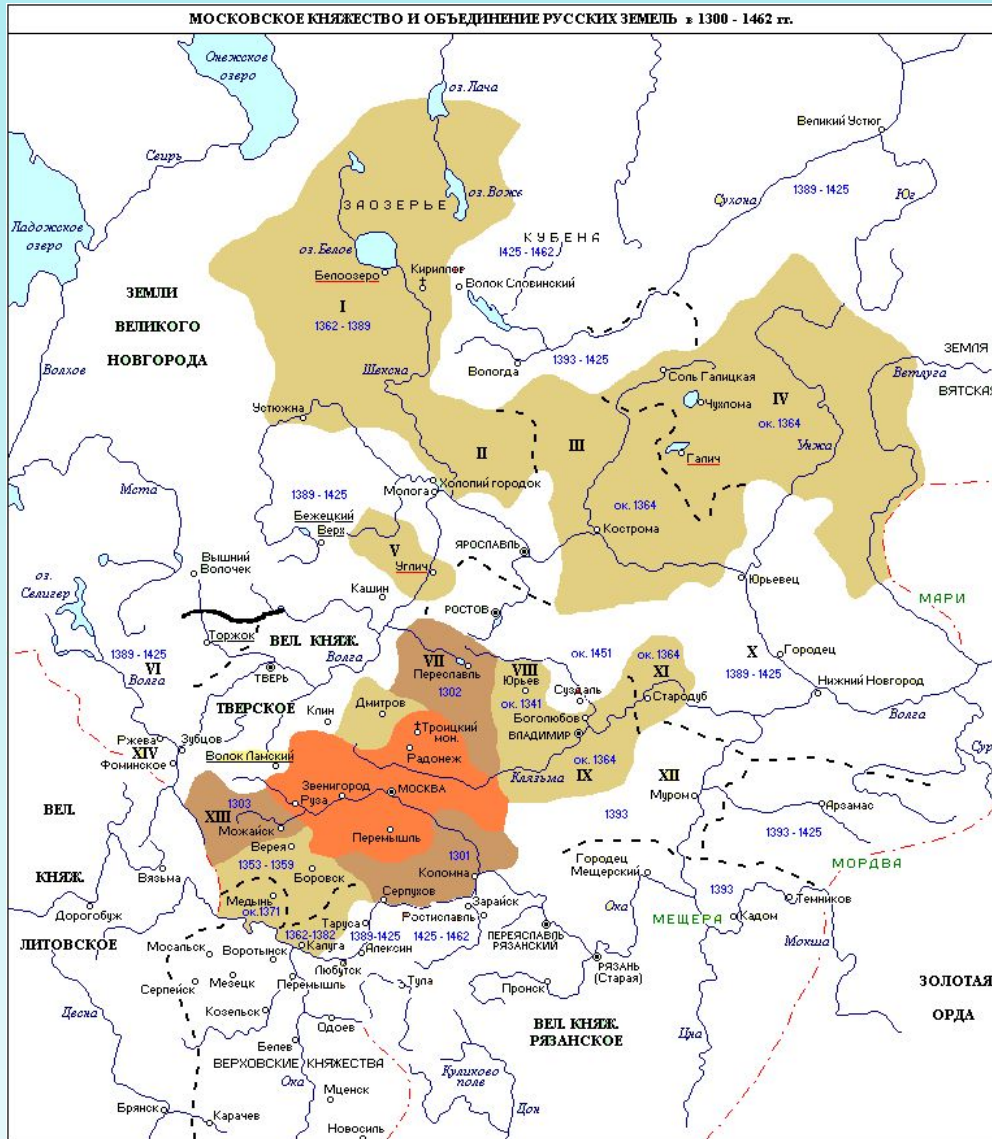 МОСКОВСКОЕ КНЯЖЕСТВО И ОБЪЕДИНЕНИЕ РУССКИХ ЗЕМЕЛЬ в 1300 - 1462 гг.
Онежское
озеро
оз. Лача
Великий Устюг
Свирь
оз. Воже
ЗАОЗЕРЬЕ
Сухона
1389 - 1425
Юг
Ладожское
озеро
КУБЕНА
1425 - 1462
оз. Белое
Белоозеро
Кириллов
Волок Словинский
ЗЕМЛИ
ВЕЛИКОГО
НОВГОРОДА
I
1362 - 1389
Волхов
Шексна
Вологда
1393 - 1425
Соль Галицкая
ЗЕМЛЯ
ВЯТСКАЯ
Ветлуга
Чухлома
IV
ок. 1364
Устюжна
II
III
Галич
Унжа
Мста
Холопий городок
Молога
1389 - 1425
Бежецкий
Верх
ок. 1364
Кострома
V
Углич
ЯРОСЛАВЛЬ
Вышний
Волочек
Кашин
Юрьевец
оз.
Селигер
РОСТОВ
МАРИ
Торжок
ВЕЛ. КНЯЖ.
Волга
1389 - 1425
VI
Волга
ТВЕРЬ
VII
Переславль
1302
VIII
Юрьев
ок. 1341
ок. 1451
Суздаль
ок. 1364
XI
Стародуб
X
1389 - 1425
Городец
Нижний Новгород
Волга
ТВЕРСКОЕ
Клин
Дмитров
Троицкий
мон.
Радонеж
Боголюбов
ВЛАДИМИР
Ржева
Зубцов
XIV
Фоминское
Волок Ламский
Клязьма
ок. 1364
IX
XII
Сур
Звенигород
МОСКВА
Руза
1303
XIII
Можайск
Перемышль
Муром
1393
Арзамас
1393 - 1425
ВЕЛ.
КНЯЖ.
ЛИТОВСКОЕ
Верея
1353 - 1359
Боровск
1301
Коломна
Городец
Мещерский
МОРДВА
Вязьма
Медынь
ок.1371
Серпухов
Зарайск
Ростиславль
Ока
1393
МЕЩЕРА
Кадом
Темников
Дорогобуж
Таруса
1362-1382
Калуга
1389-1425
Алексин
1425 - 1462
ПЕРЕЯСЛАВЛЬ
РЯЗАНСКИЙ
Мокша
Мосальск
Воротынск
Любутск
РЯЗАНЬ
(Старая)
Серпейск
Мезецк
Перемышль
Тула
Пронск
ЗОЛОТАЯ
ОРДА
Десна
Козельск
Одоев
ВЕЛ. КНЯЖ.
РЯЗАНСКОЕ
Цна
Белев
ВЕРХОВСКИЕ КНЯЖЕСТВА
Ока
Куликово
поле
Мценск
Дон
Брянск
Карачев
Новосиль